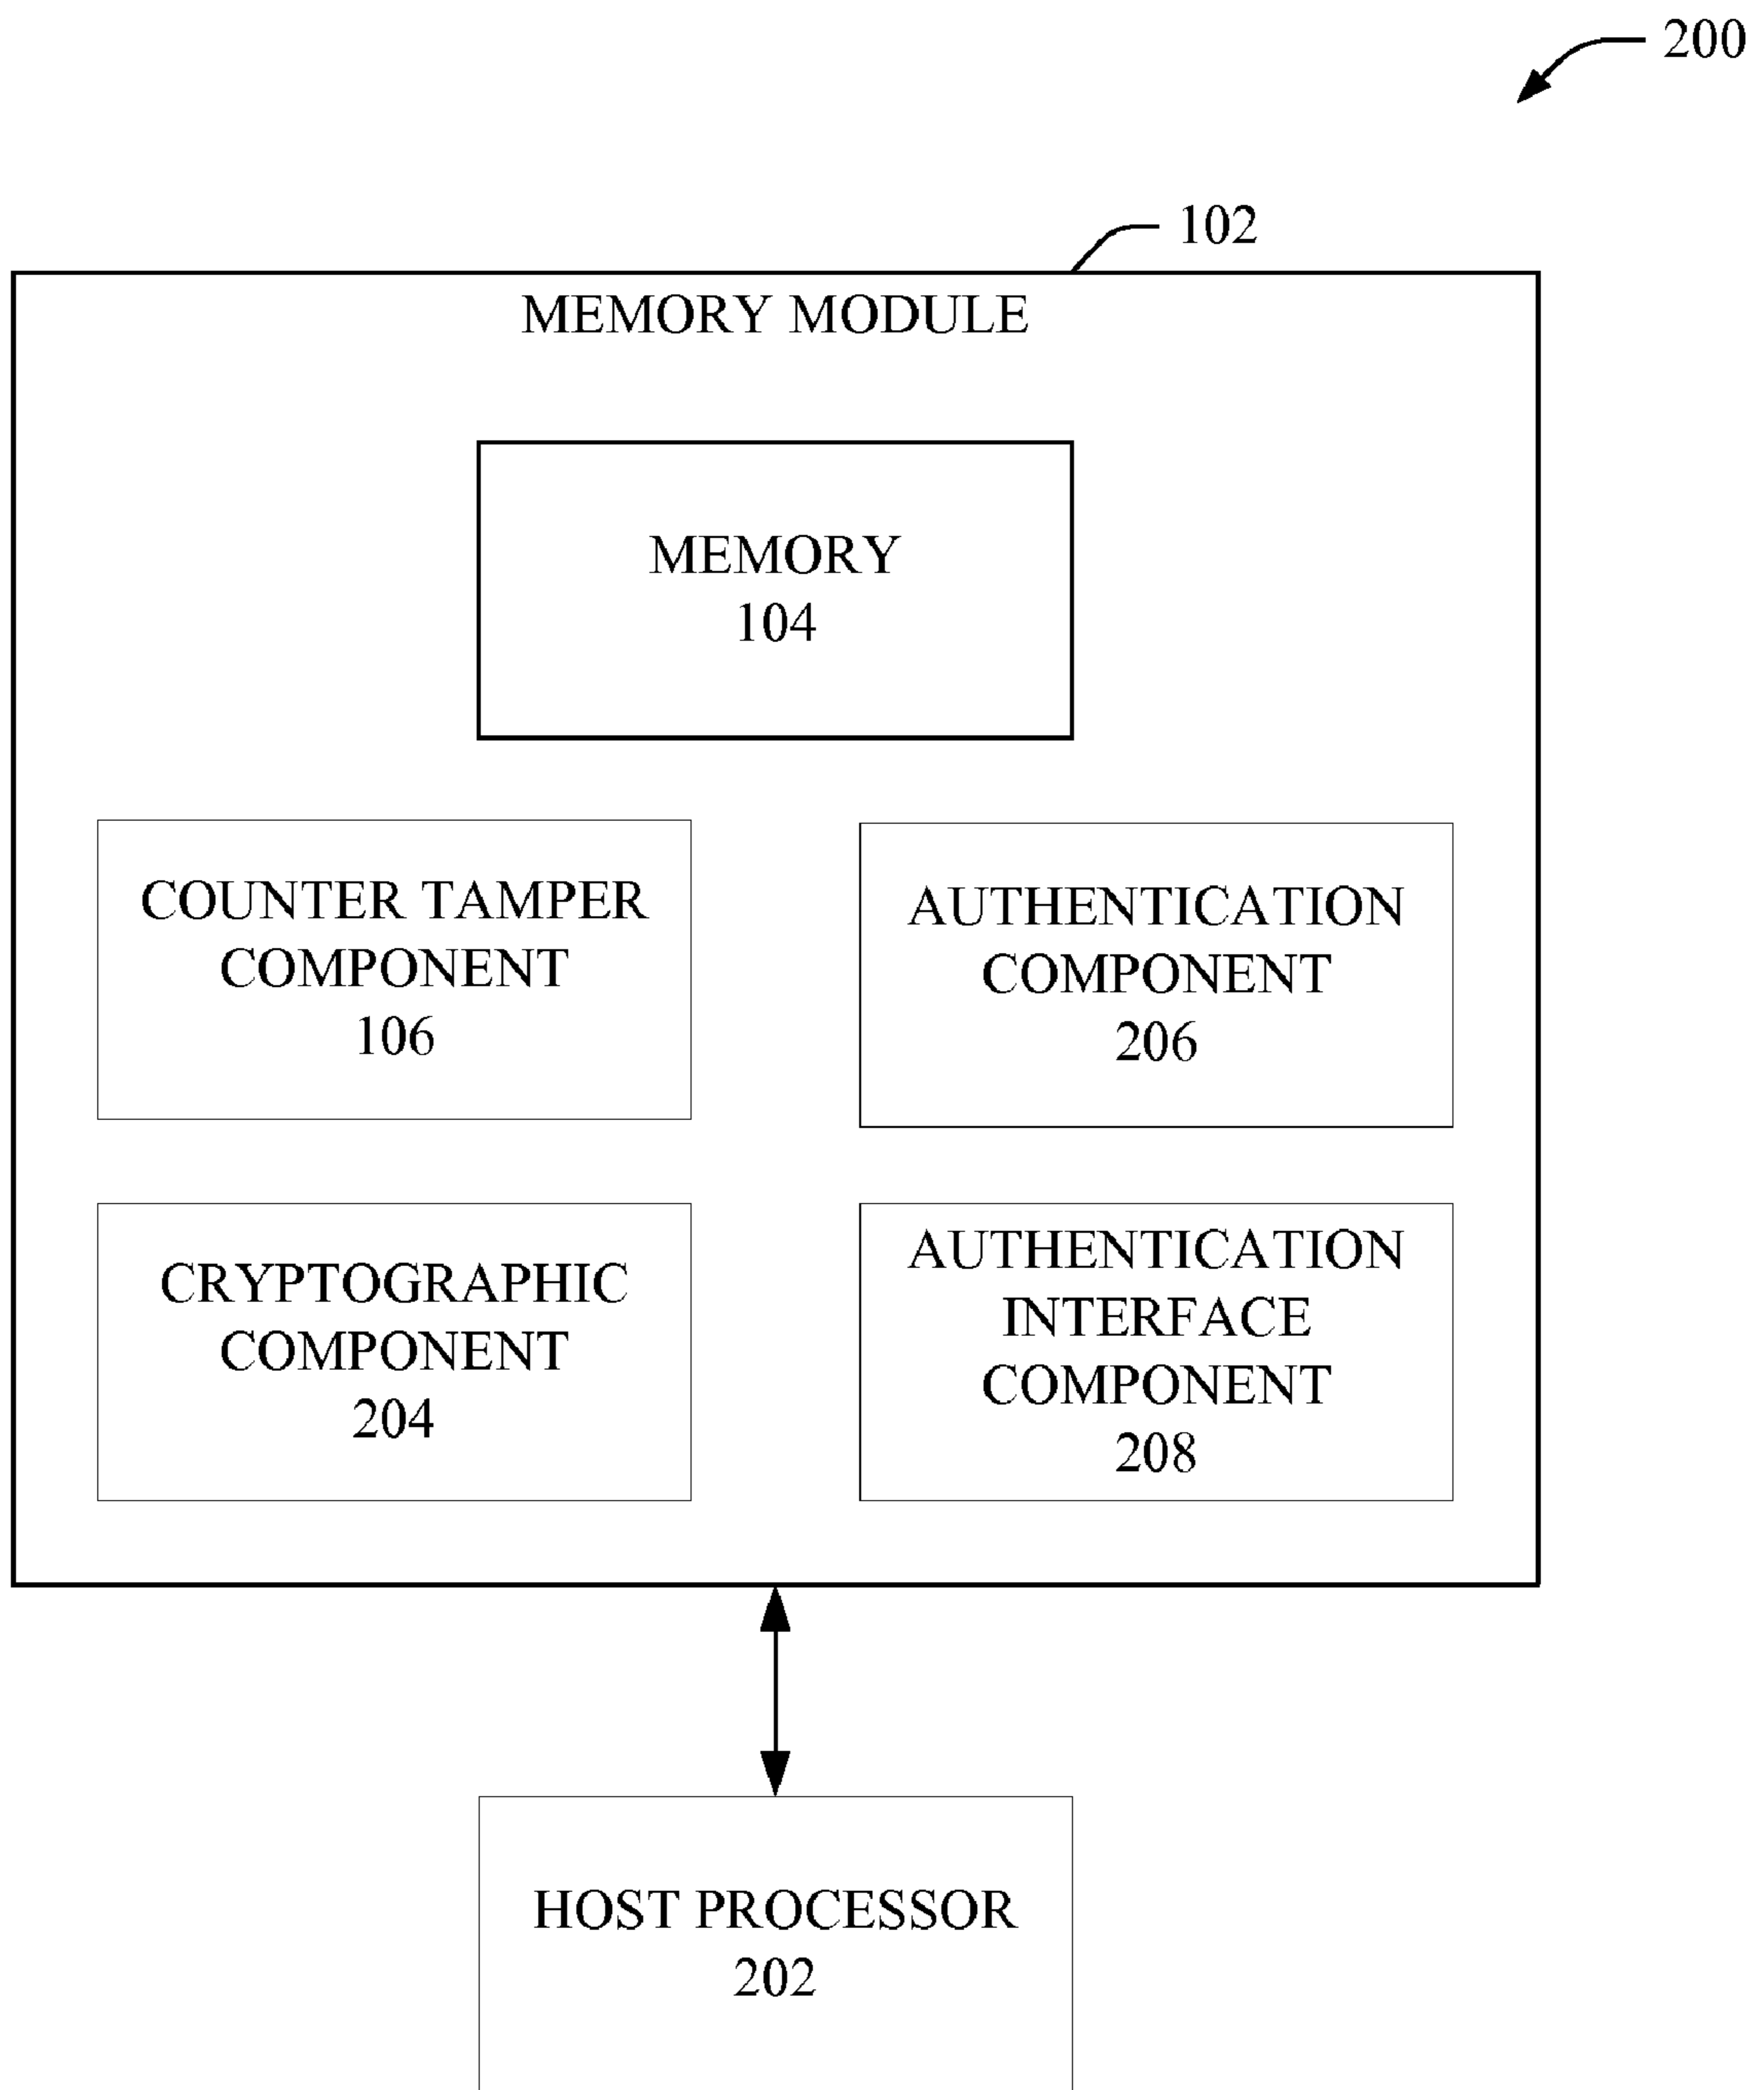 200
102
MEMORY MODULE
MEMORY
104
COUNTER TAMPER
COMPONENT
106
AUTHENTICATION
COMPONENT
206
CRYPTOGRAPHIC
COMPONENT
204
AUTHENTICATION
INTERFACE
COMPONENT
208
HOST PROCESSOR
202